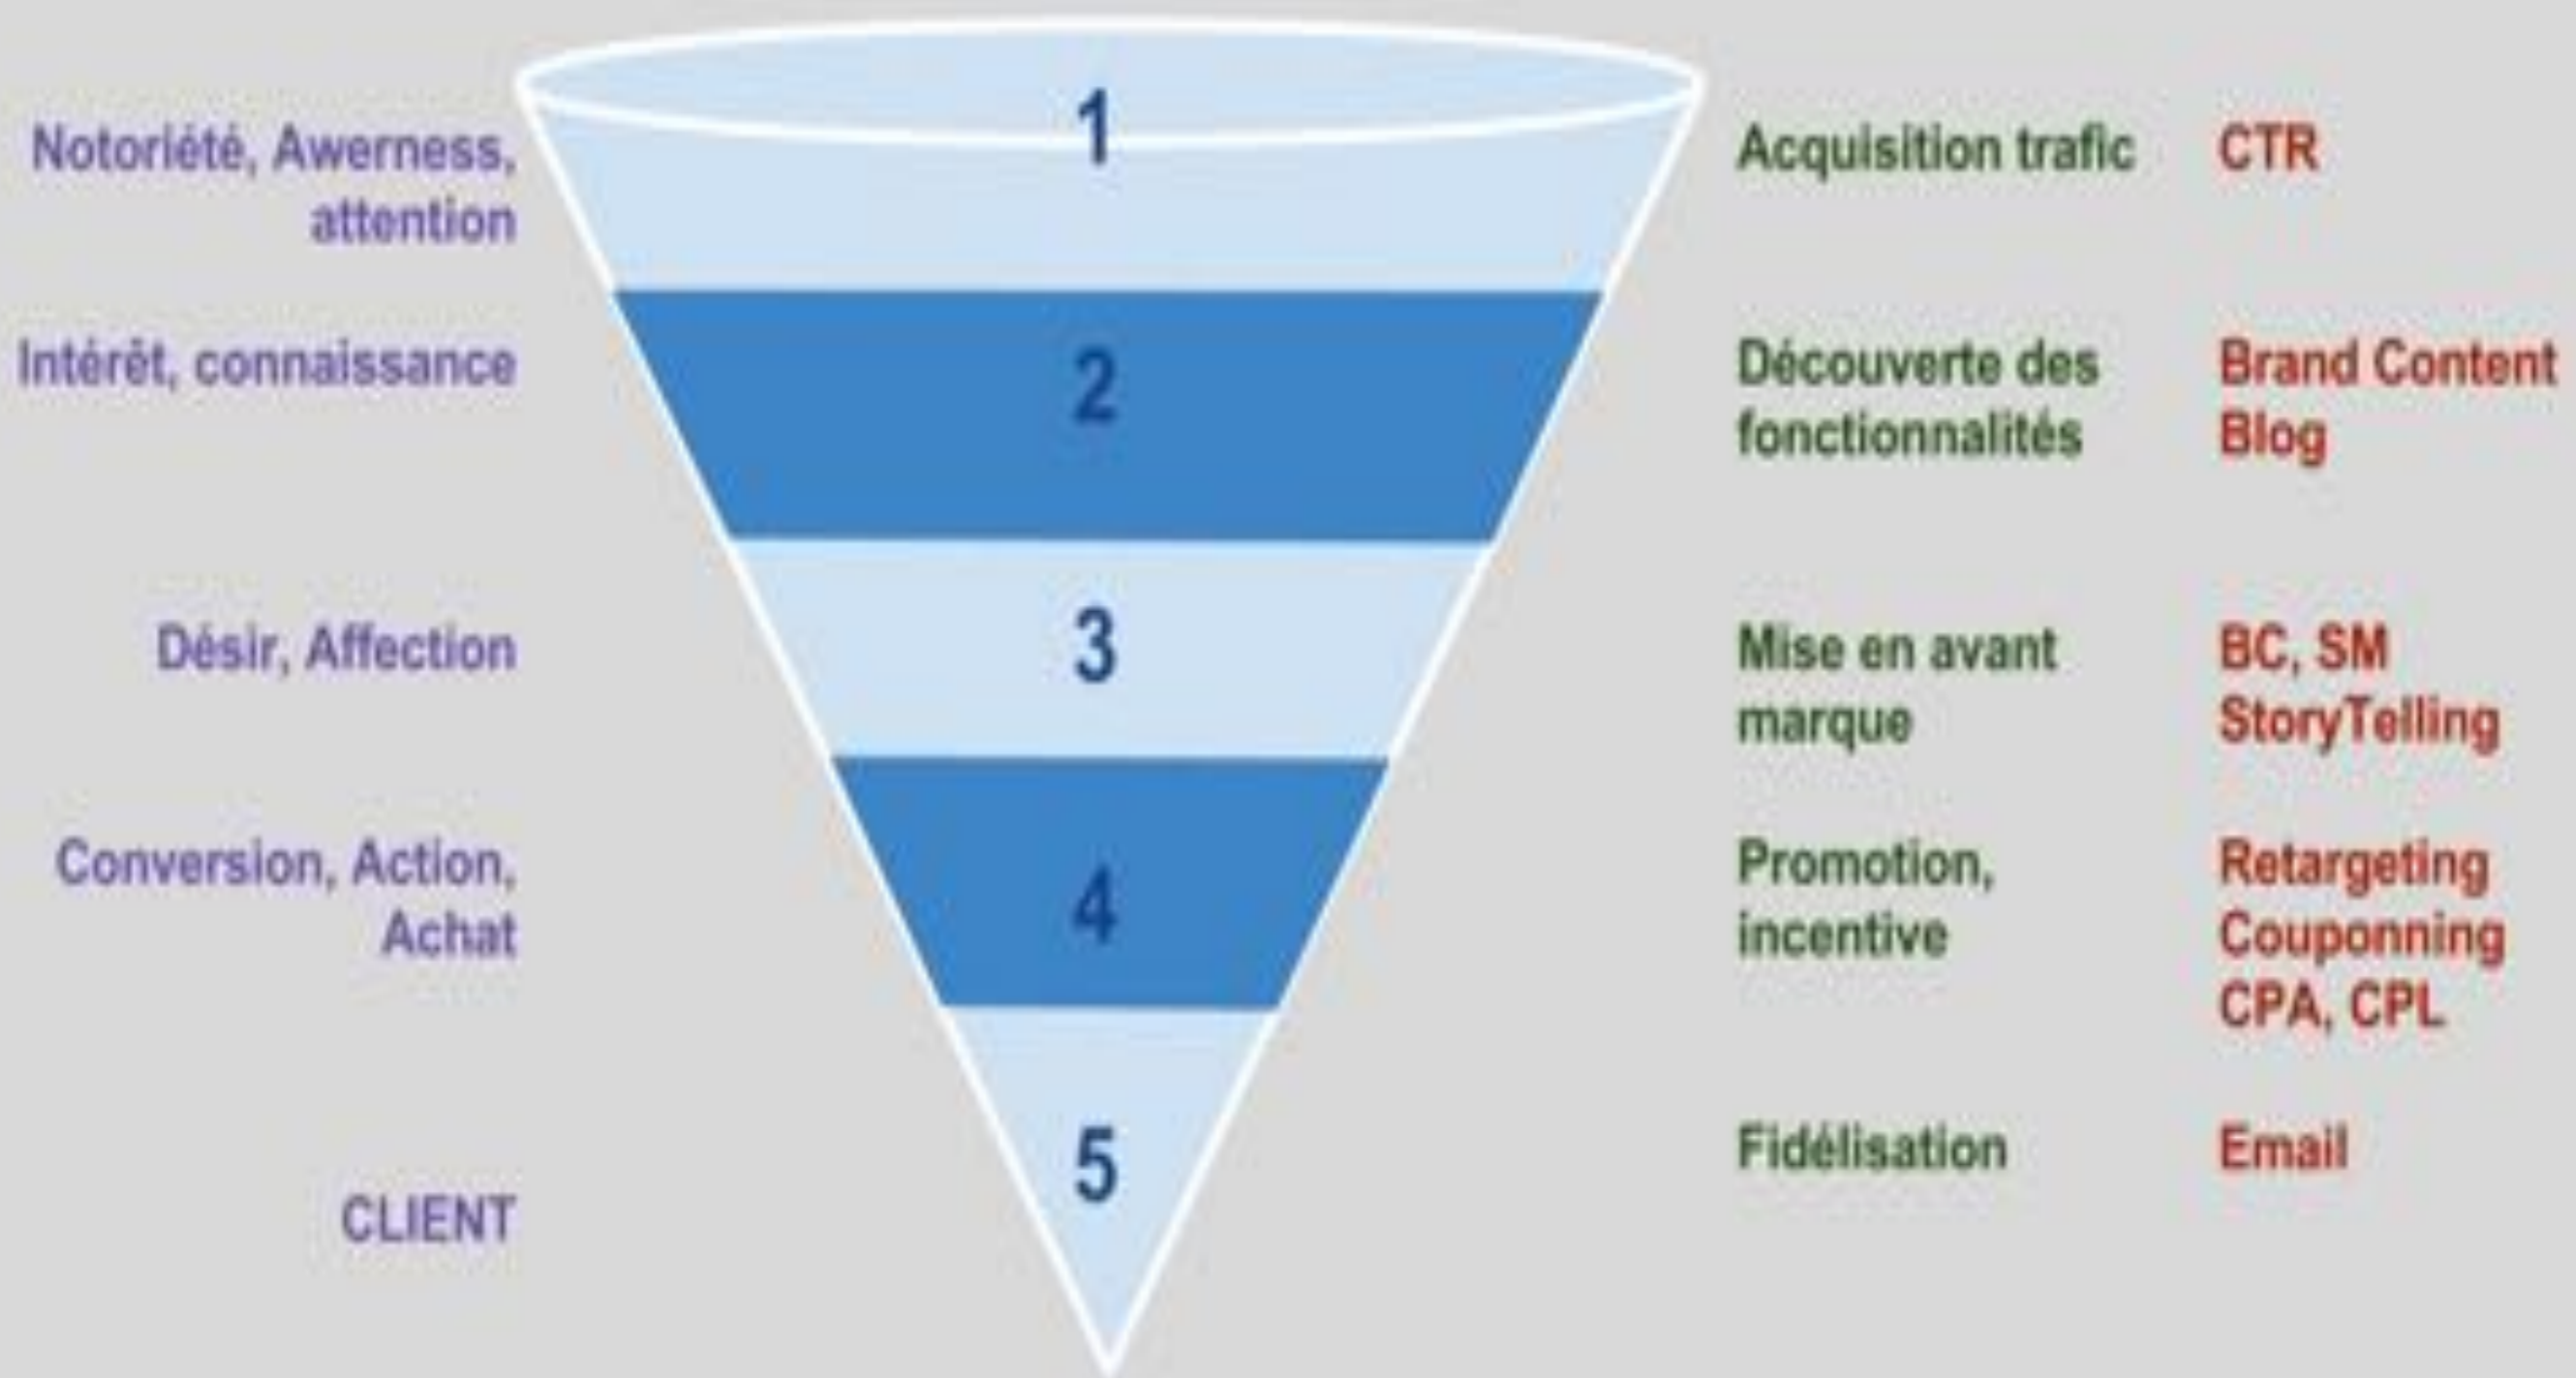 1
Notoriété, Awerness,
attention
Acquisition trafic
CTR
2
Intérêt, connaissance
Découverte des
fonctionnalités
Brand Content
Blog
3
Désir, Affection
Mise en avant
marque
BC, SM
StoryTelling
4
Conversion, Action,
Achat
Promotion,
incentive
Retargeting
Couponning
CPA, CPL
5
CLIENT
Fidélisation
Email